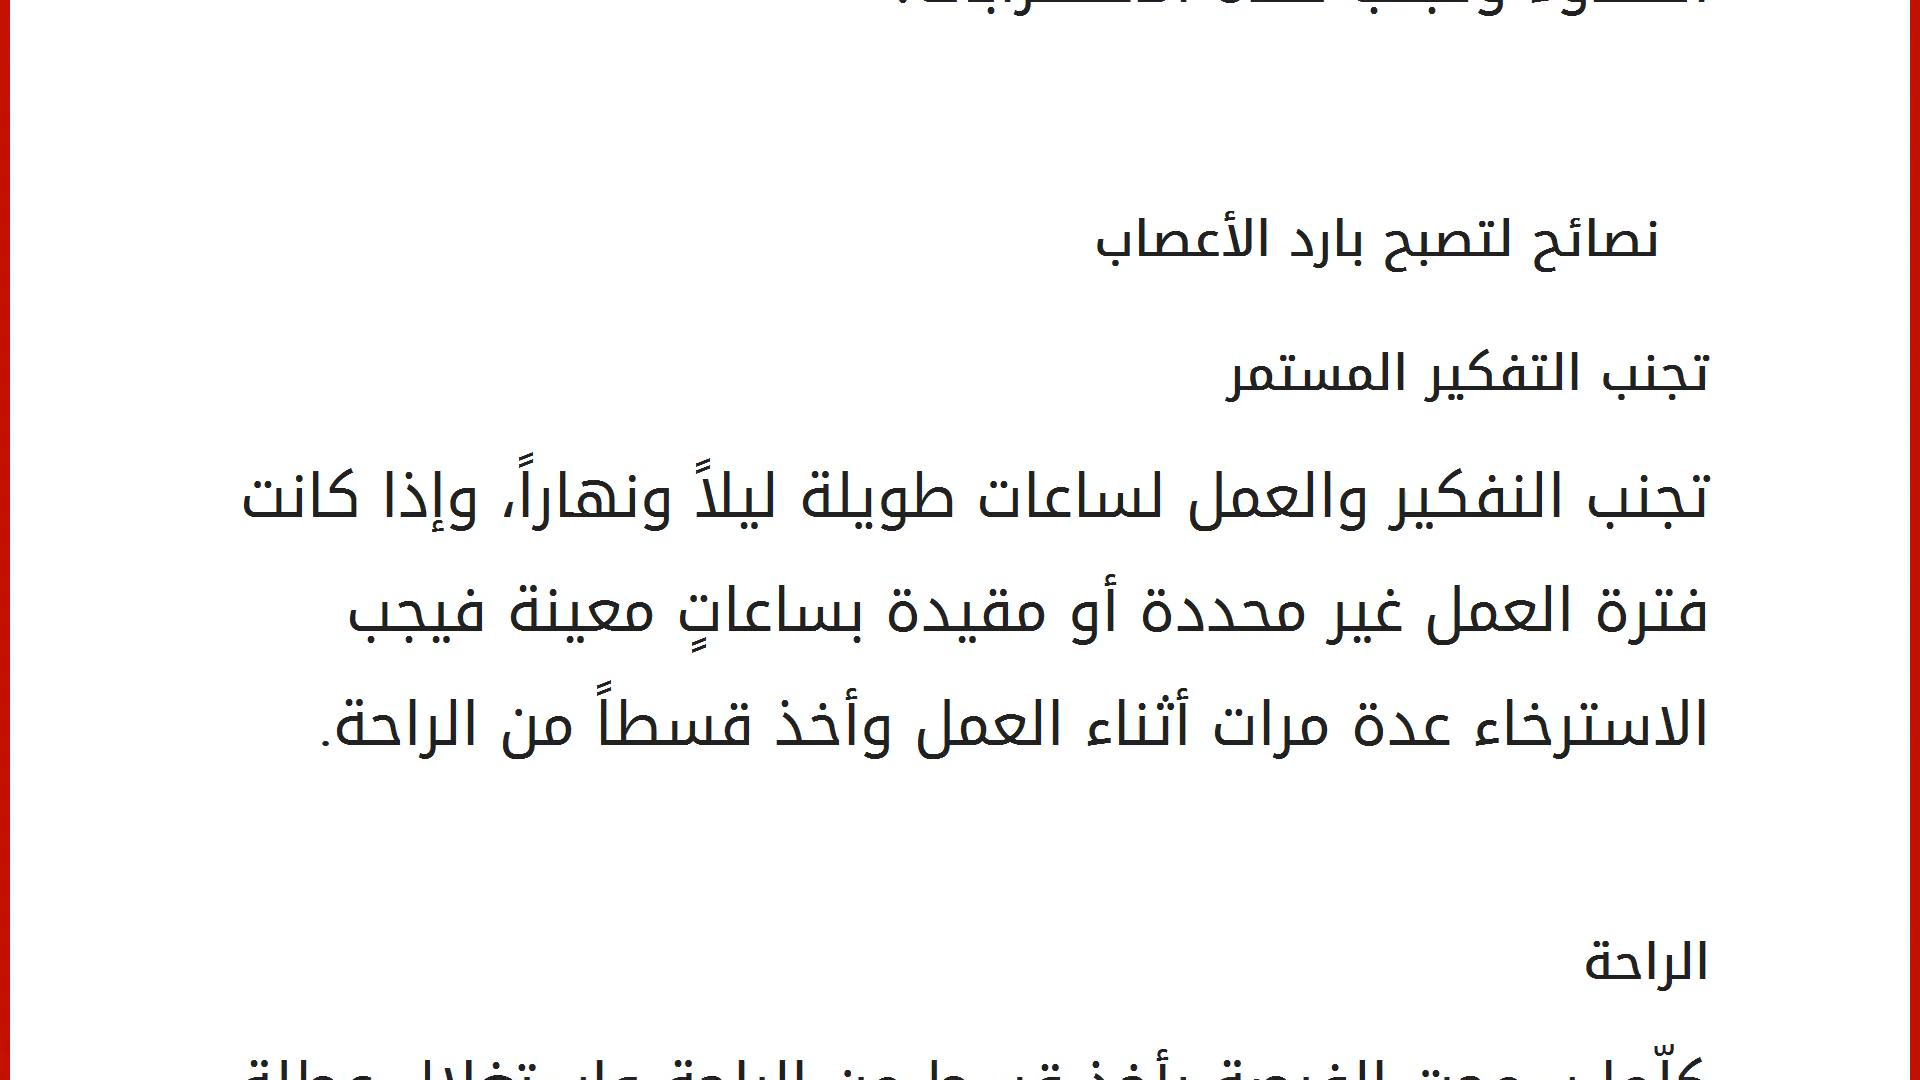 نصائح لتصبح بارد الأعصاب
تجنب التفكير المستمر
تجنب النفكير والعمل لساعات طويلة ليلاً ونهاراً، وإذا كانت
فترة العمل غير محددة أو مقيدة بساعاتٍ معينة فيجب
الاسترخاء عدة مرات أثناء العمل وأخذ قسطاً من الراحة.
الراحة